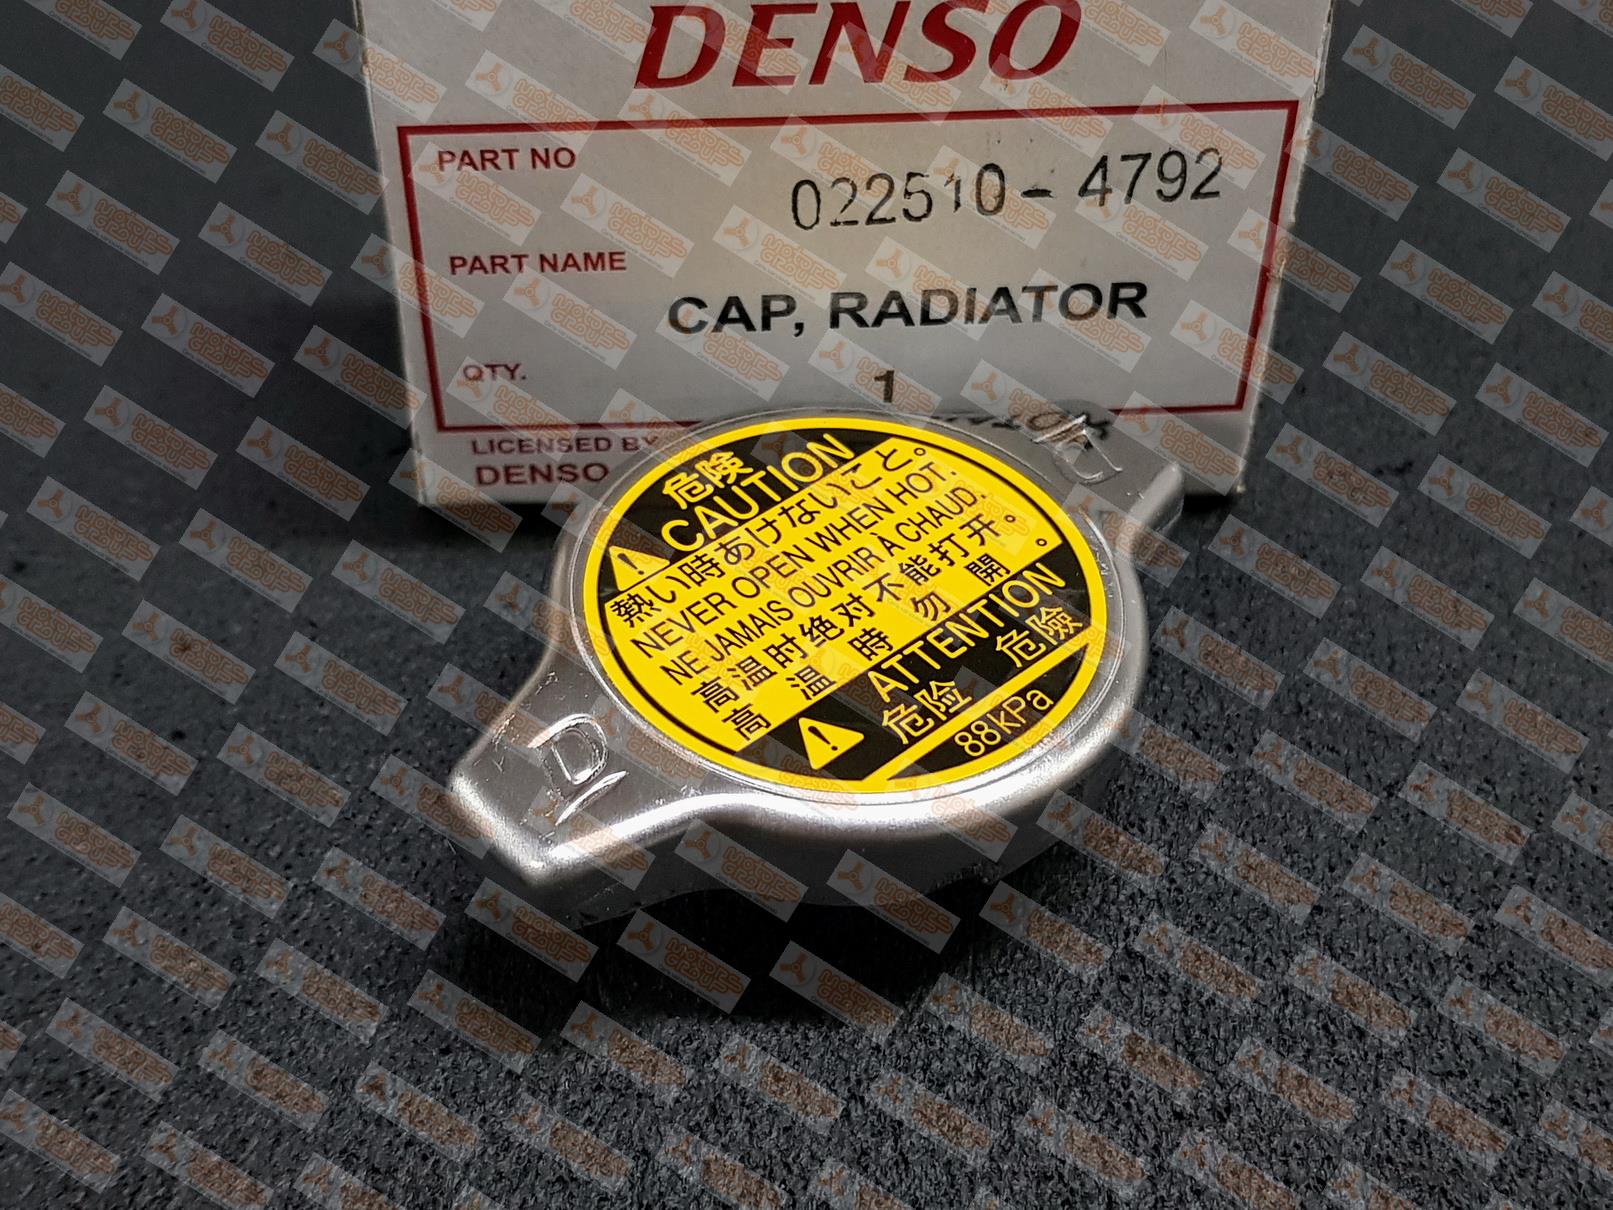 DENSO
PART NO
022510-4792
PART NAME
CAP, RADIATOR
QTY.
1
LICENSED BY
DENSO
危険
CAUTION
熱い時あけないこと。
NEVER OPEN WHEN HOT.
NE JAMAIS OUVRIR À CHAUD.
高温时绝对不能打开。
高温時勿開。
ATTENTION
危险 危險
88kPa
D